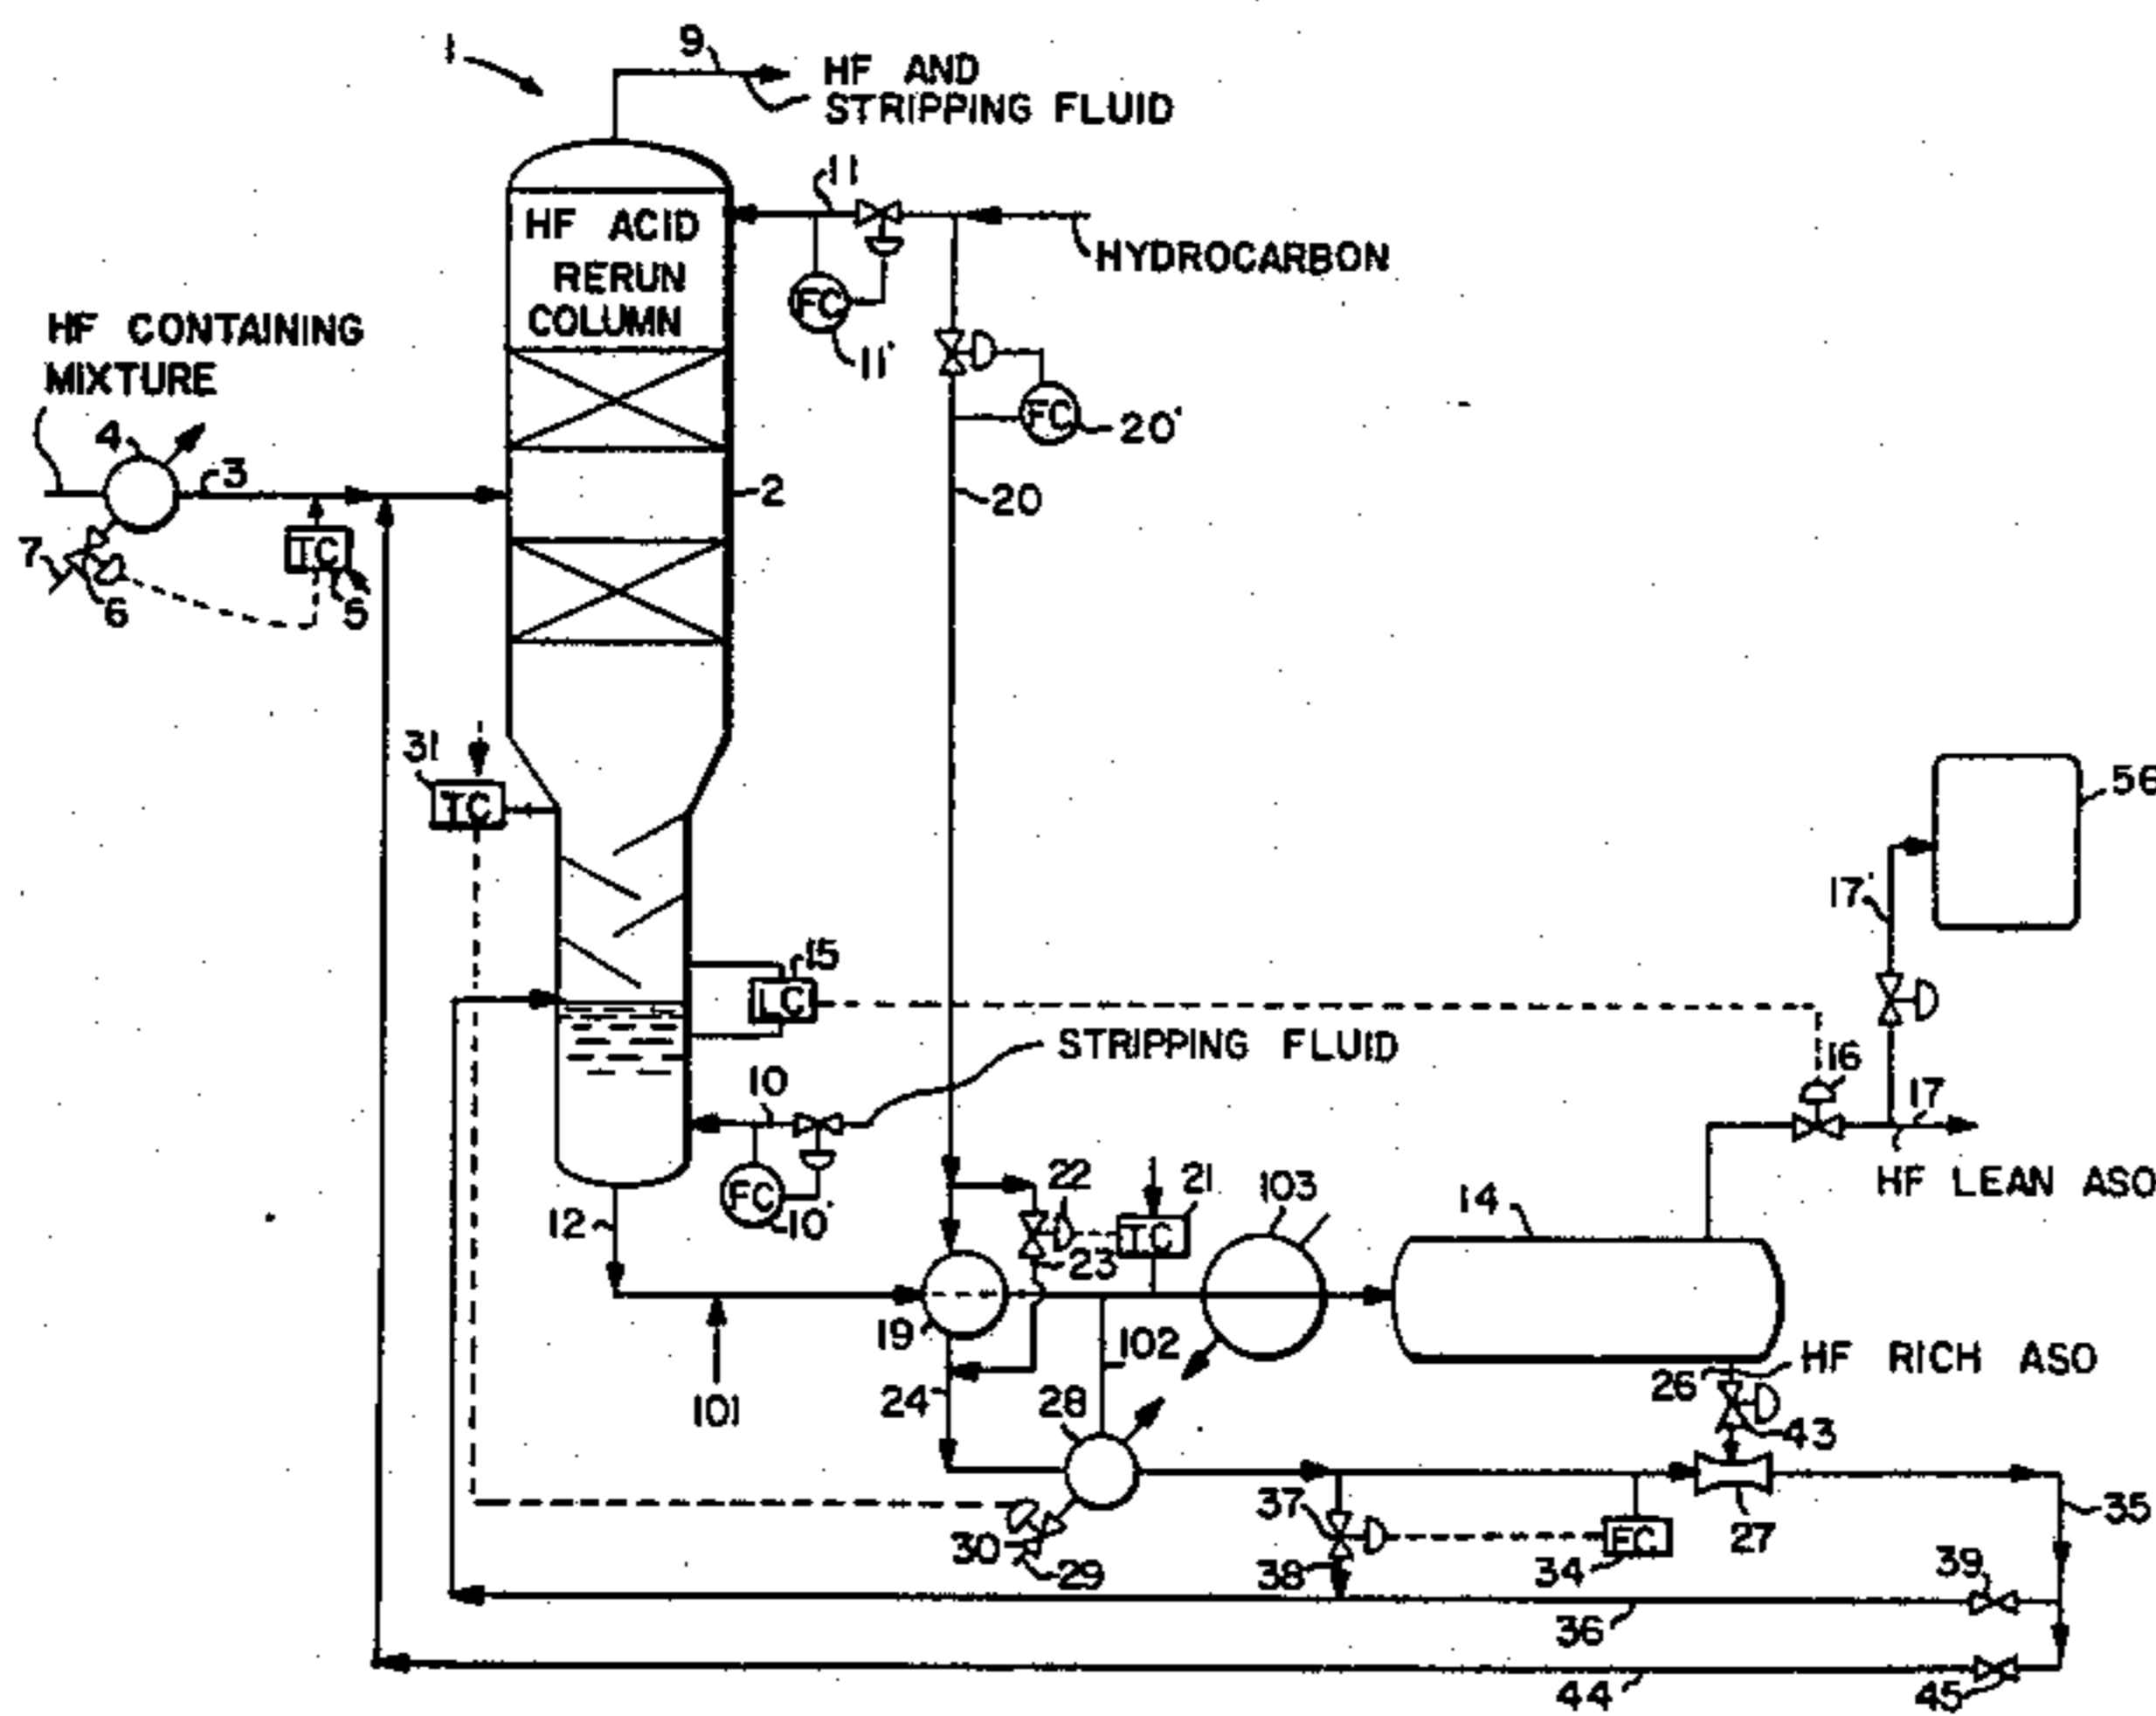 1
9
HF AND
STRIPPING FLUID
11
HF ACID
RERUN
COLUMN
HYDROCARBON
FC
11'
HF CONTAINING
MIXTURE
4
3
FC
20'
2
20
TC
7
6
5
31
TC
56
17'
15
LC
STRIPPING FLUID
16
10
17
22
21
103
HF LEAN ASO
FC
10'
12
TC
14
23
19
102
HF RICH ASO
26
101
24
28
43
37
35
30
29
38
FC
34
27
39
36
44
45